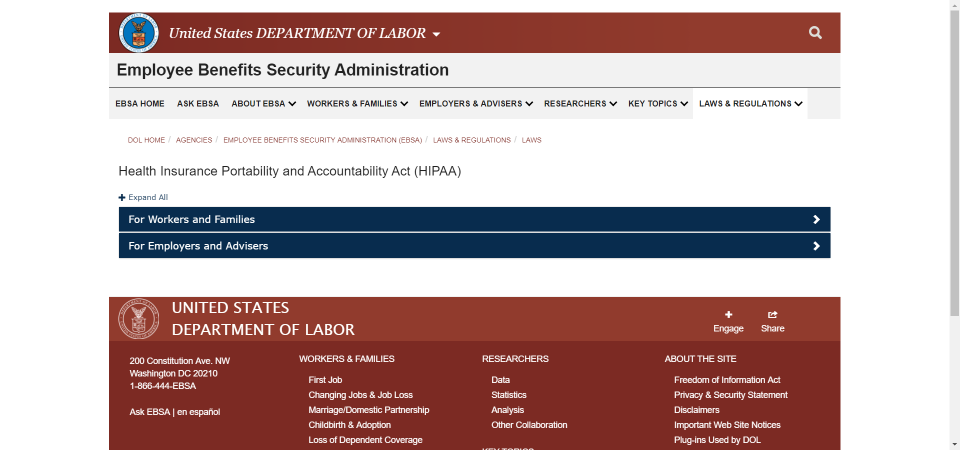 United States DEPARTMENT OF LABOR
Employee Benefits Security Administration
EBSA HOME ASK EBSA ABOUT EBSA WORKERS & FAMILIES EMPLOYERS & ADVISERS RESEARCHERS KEY TOPICS LAWS & REGULATIONS
DOL HOME / AGENCIES / EMPLOYEE BENEFITS SECURITY ADMINISTRATION (EBSA) / LAWS & REGULATIONS / LAWS
Health Insurance Portability and Accountability Act (HIPAA)
Expand All
For Workers and Families
For Employers and Advisers
UNITED STATES
DEPARTMENT OF LABOR
Engage Share
200 Constitution Ave. NW
Washington DC 20210
1-866-444-EBSA
Ask EBSA | en español
WORKERS & FAMILIES
First Job
Changing Jobs & Job Loss
Marriage/Domestic Partnership
Childbirth & Adoption
Loss of Dependent Coverage
RESEARCHERS
Data
Statistics
Analysis
Other Collaboration
KEY TOPICS
ABOUT THE SITE
Freedom of Information Act
Privacy & Security Statement
Disclaimers
Important Web Site Notices
Plug-ins Used by DOL